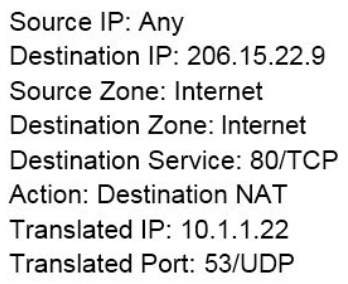 Source IP: Any
Destination IP: 206.15.22.9
Source Zone: Internet
Destination Zone: Internet
Destination Service: 80/TCP
Action: Destination NAT
Translated IP: 10.1.1.22
Translated Port: 53/UDP